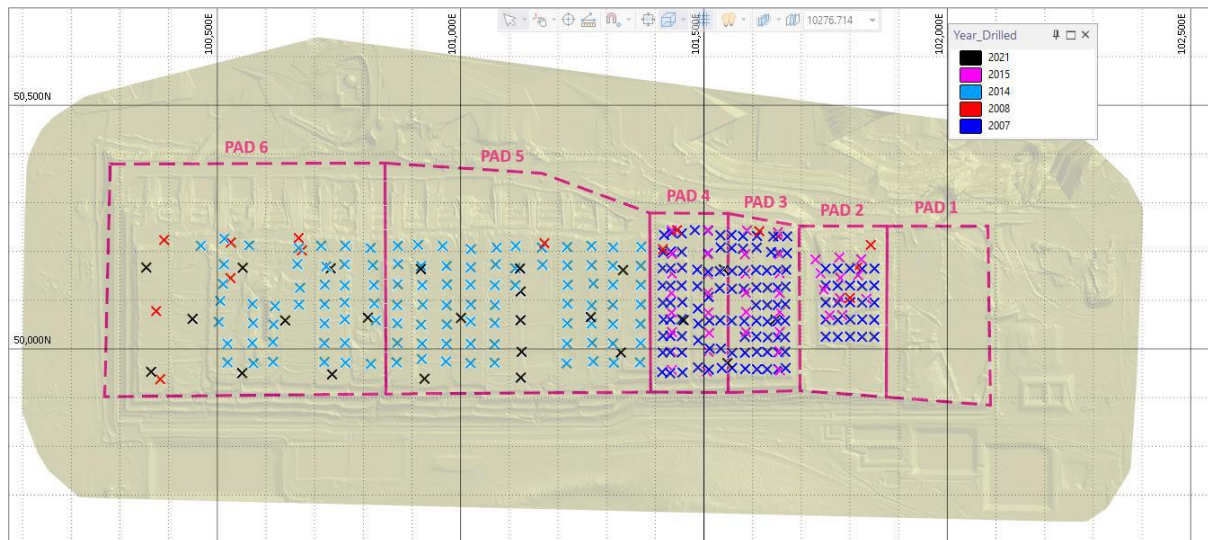 100,500E
101,000E
101,500E
102,000E
102,500E
10276.714
Year_Drilled
2021
2015
2014
2008
2007
50,500N
PAD 6
PAD 5
PAD 4
PAD 3
PAD 2
PAD 1
50,000N